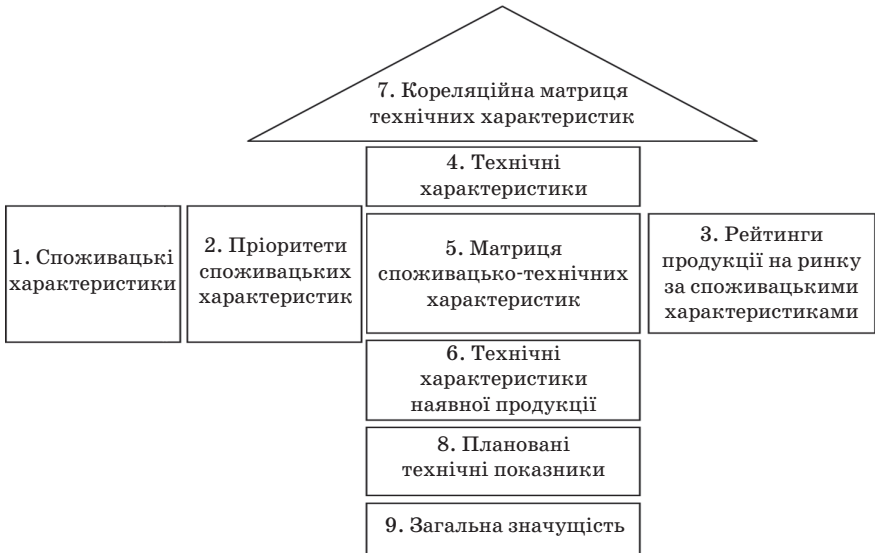 7. Кореляційна матриця
технічних характеристик
4. Технічні
характеристики
1. Споживацькі
характеристики
2. Пріоритети
споживацьких
характеристик
5. Матриця
споживацько-технічних
характеристик
3. Рейтинги
продукції на ринку
за споживацькими
характеристиками
6. Технічні
характеристики
наявної продукції
8. Плановані
технічні показники
9. Загальна значущість